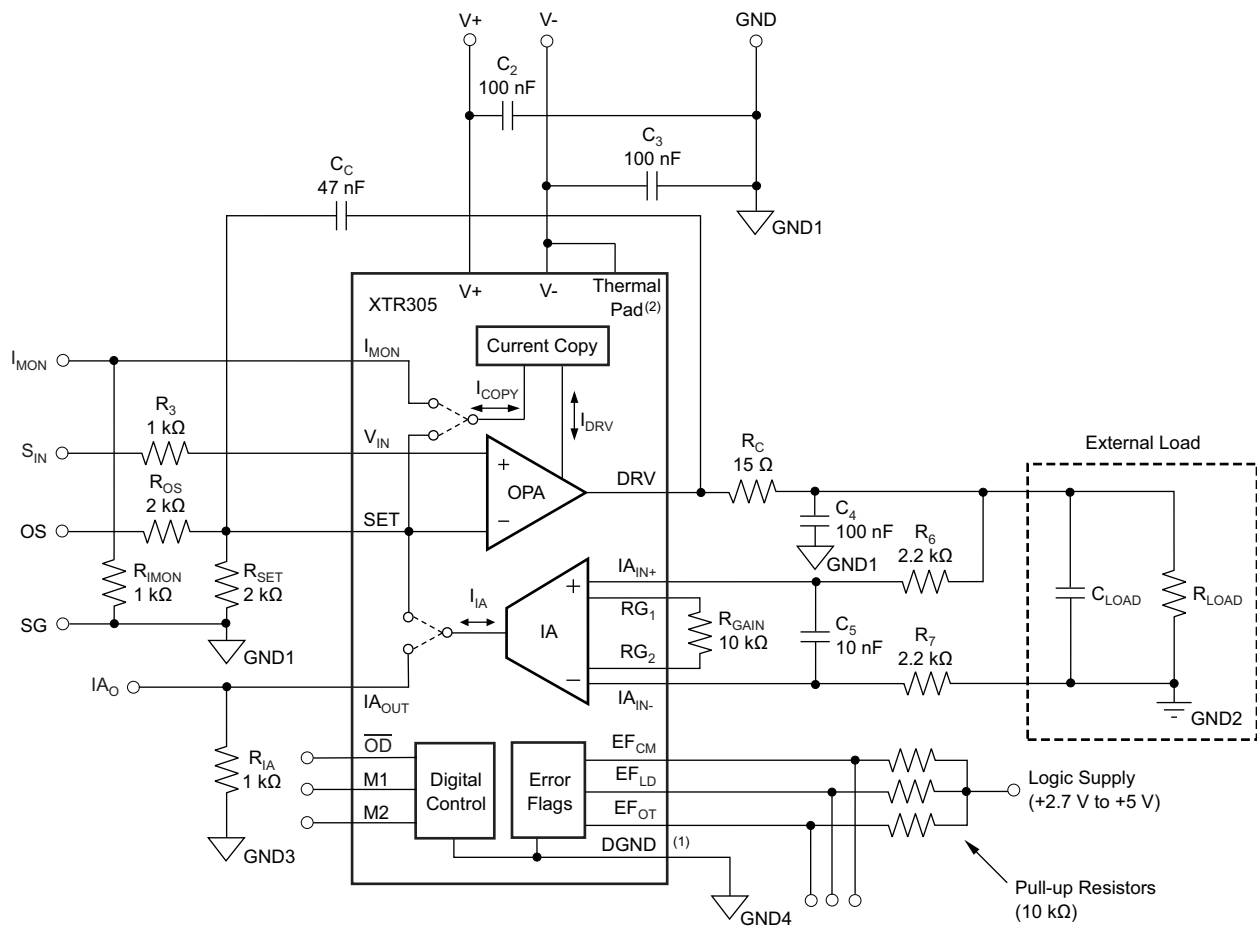 V+
V-
GND
C2
100 nF
C3
100 nF
CC
47 nF
GND1
V+
V-
Thermal
Pad(2)
XTR305
Current Copy
IMON
IMON
ICOPY
IDRV
R3
1 kΩ
SIN
VIN
ROS
2 kΩ
OS
SET
+
OPA
−
DRV
RC
15 Ω
C4
100 nF
GND1
External Load
CLOAD
RLOAD
GND2
R6
2.2 kΩ
RIMON
1 kΩ
RSET
2 kΩ
SG
GND1
IIA
IA
+
−
IAIN+
RG1
RGAIN
10 kΩ
RG2
IAIN-
C5
10 nF
R7
2.2 kΩ
IAO
IAOUT
RIA
1 kΩ
GND3
OD
M1
M2
Digital
Control
Error
Flags
EFCM
EFLD
EFOT
DGND
(1)
GND4
Logic Supply
(+2.7 V to +5 V)
Pull-up Resistors
(10 kΩ)